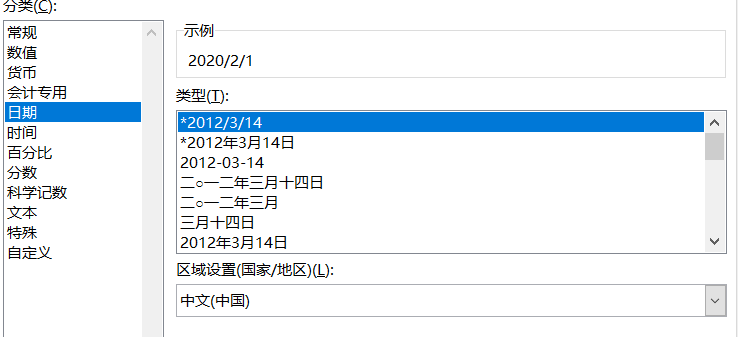 分类(C):
常规
数值
货币
会计专用
日期
时间
百分比
分数
科学记数
文本
特殊
自定义
示例
2020/2/1
类型(T):
*2012/3/14
*2012年3月14日
2012-03-14
二○一二年三月十四日
二○一二年三月
三月十四日
2012年3月14日
区域设置(国家/地区)(L):
中文(中国)